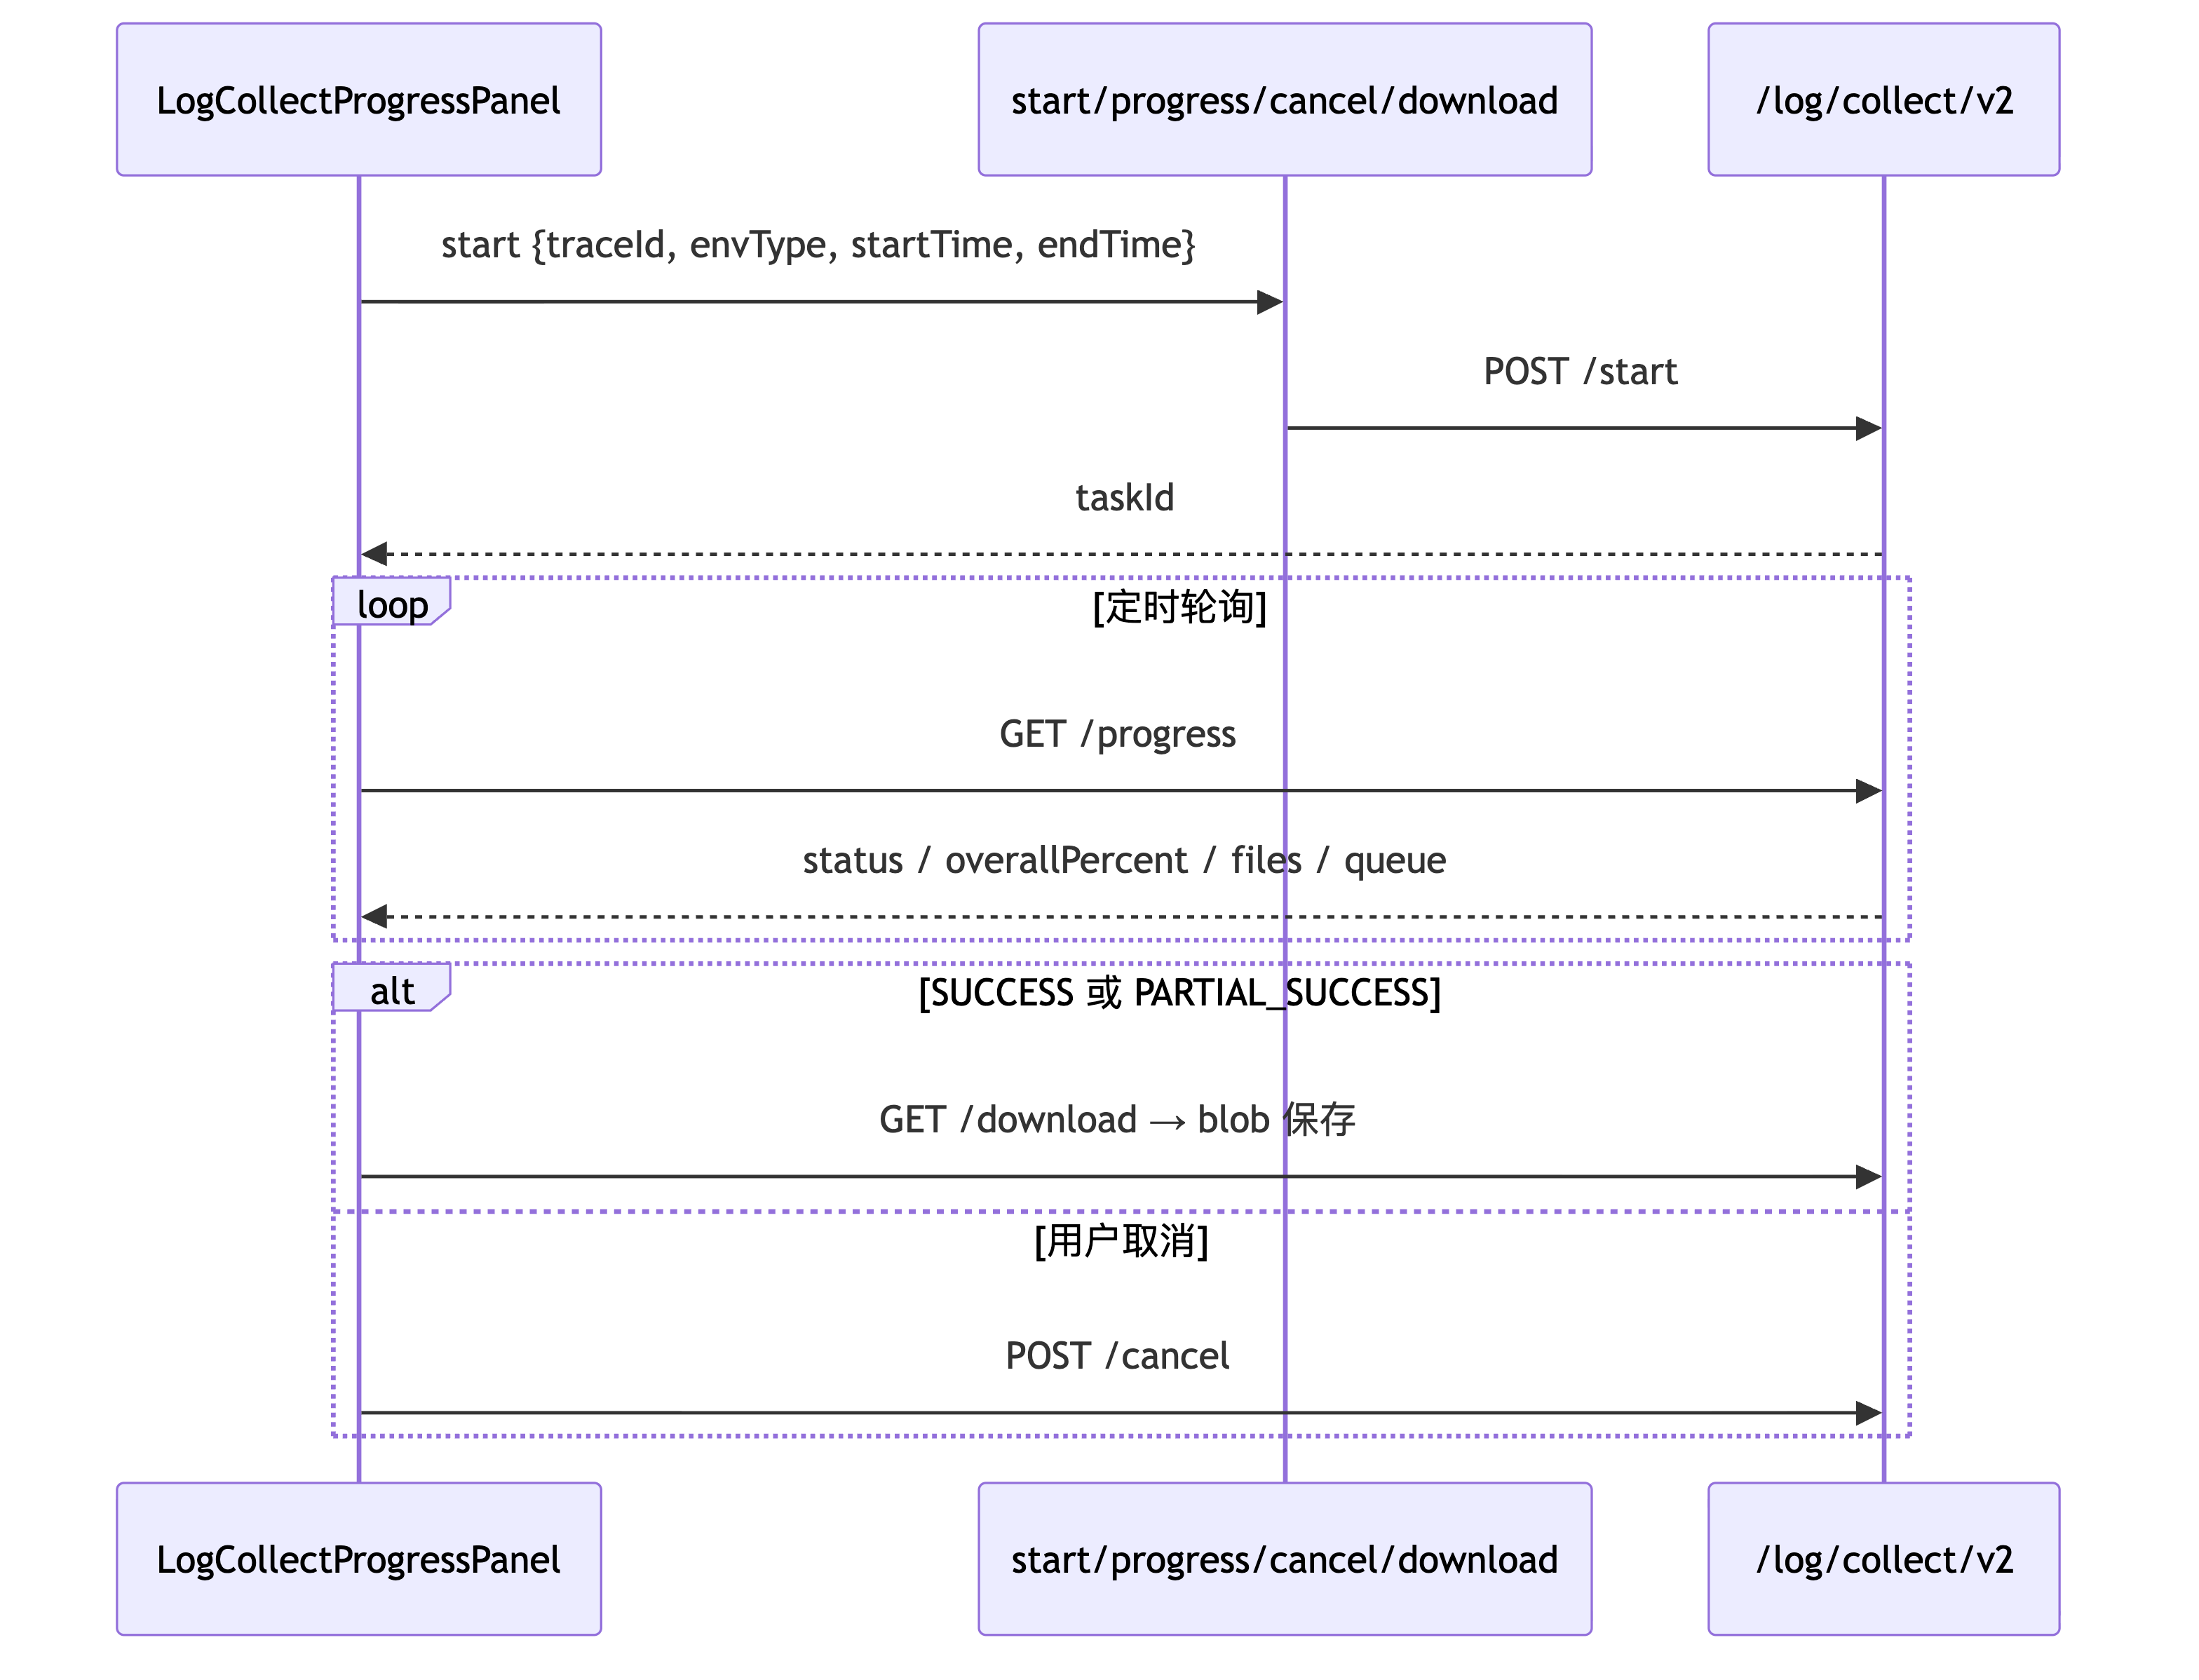 LogCollectProgressPanel
start/progress/cancel/download
/log/collect/v2
start {traceId, envType, startTime, endTime}
POST /start
taskId
loop
[定时轮询]
GET /progress
status / overallPercent / files / queue
alt
[SUCCESS 或 PARTIAL_SUCCESS]
GET /download → blob 保存
[用户取消]
POST /cancel
LogCollectProgressPanel
start/progress/cancel/download
/log/collect/v2